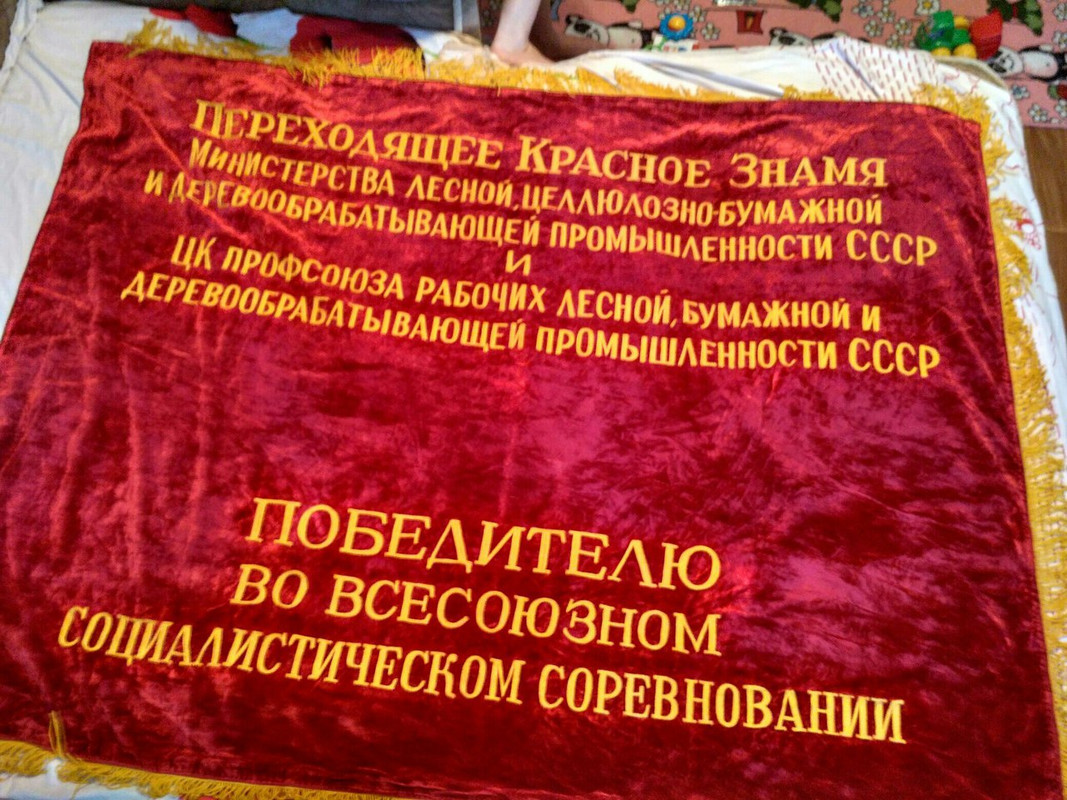 Переходящее Красное Знамя
Министерства лесной, целлюлозно-бумажной
и деревообрабатывающей промышленности СССР
и
ЦК профсоюза рабочих лесной, бумажной и
деревообрабатывающей промышленности СССР
ПОБЕДИТЕЛЮ
ВО ВСЕСОЮЗНОМ
СОЦИАЛИСТИЧЕСКОМ СОРЕВНОВАНИИ